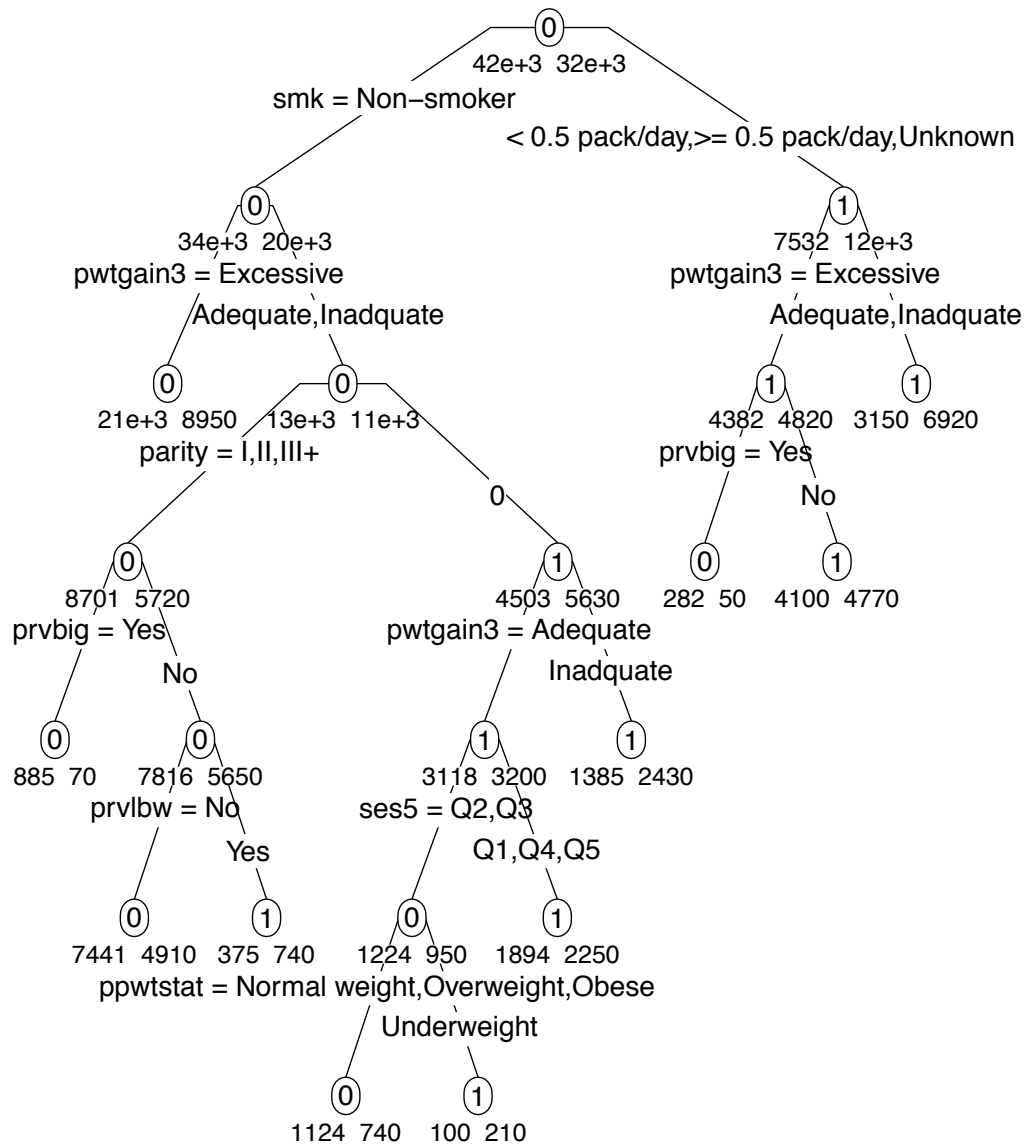 0
42e+3 32e+3
smk = Non−smoker
< 0.5 pack/day,>= 0.5 pack/day,Unknown
0
1
34e+3 20e+3
7532 12e+3
pwtgain3 = Excessive
pwtgain3 = Excessive
Adequate,Inadquate
Adequate,Inadquate
0
0
1
1
21e+3 8950
13e+3 11e+3
4382 4820
3150 6920
parity = I,II,III+
prvbig = Yes
0
No
0
1
0
1
8701 5720
4503 5630
282 50
4100 4770
prvbig = Yes
pwtgain3 = Adequate
No
Inadquate
0
0
1
1
885 70
7816 5650
3118 3200
1385 2430
prvlbw = No
ses5 = Q2,Q3
Yes
Q1,Q4,Q5
0
1
0
1
7441 4910
375 740
1224 950
1894 2250
ppwtstat = Normal weight,Overweight,Obese
Underweight
0
1
1124 740
100 210